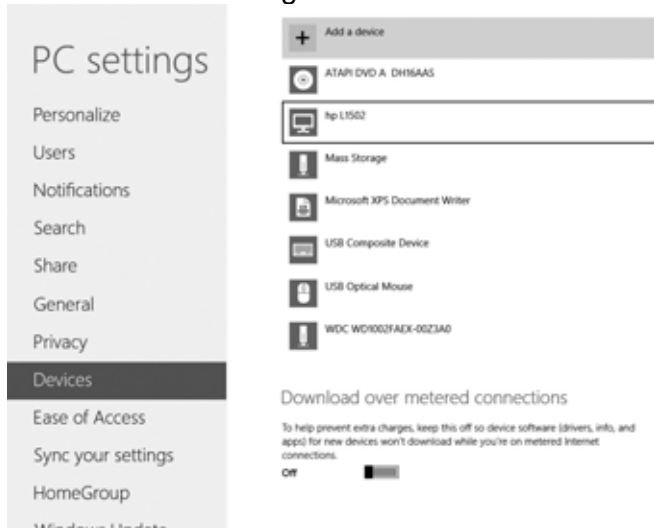 PC settings
Personalize
Users
Notifications
Search
Share
General
Privacy
Devices
Ease of Access
Sync your settings
HomeGroup
Windows Update
Add a device
ATAPI DVD A DH16AAS
hp L1502
Mass Storage
Microsoft XPS Document Writer
USB Composite Device
USB Optical Mouse
WDC WD1002FAEX-00Z3A0
Download over metered connections
To help prevent extra charges, keep this off so device software (drivers, info, and
apps) for new devices won't download while you're on metered Internet
connections.
Off